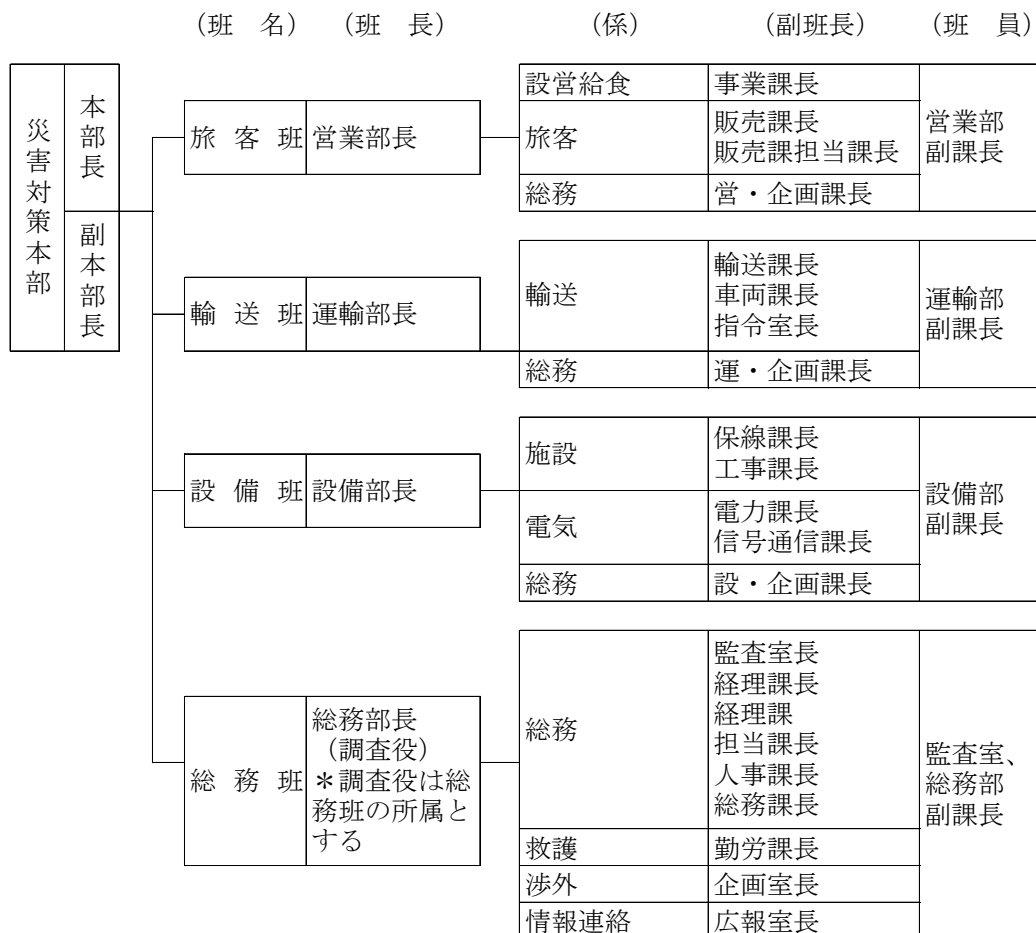 （班　名）　（班　長）　（係）　（副班長）　（班　員）
災害対策本部
本部長
副本部長
旅　客　班　営業部長
設営給食　事業課長
旅客　販売課長
販売課担当課長
総務　営・企画課長
営業部
副課長
輸　送　班　運輸部長
輸送　輸送課長
車両課長
指令室長
総務　運・企画課長
運輸部
副課長
設　備　班　設備部長
施設　保線課長
工事課長
電気　電力課長
信号通信課長
総務　設・企画課長
設備部
副課長
総　務　班　総務部長
（調査役）
＊調査役は総
務班の所属と
する
総務　監査室長
経理課長
経理課
担当課長
人事課長
総務課長
救護　勤労課長
渉外　企画室長
情報連絡　広報室長
監査室、
総務部
副課長